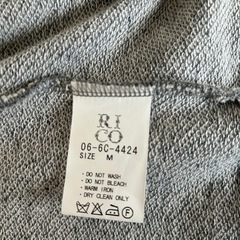 RI
CO
06-6C-4424
SIZE M
· DO NOT WASH
· DO NOT BLEACH
· WARM IRON
· DRY CLEAN ONLY